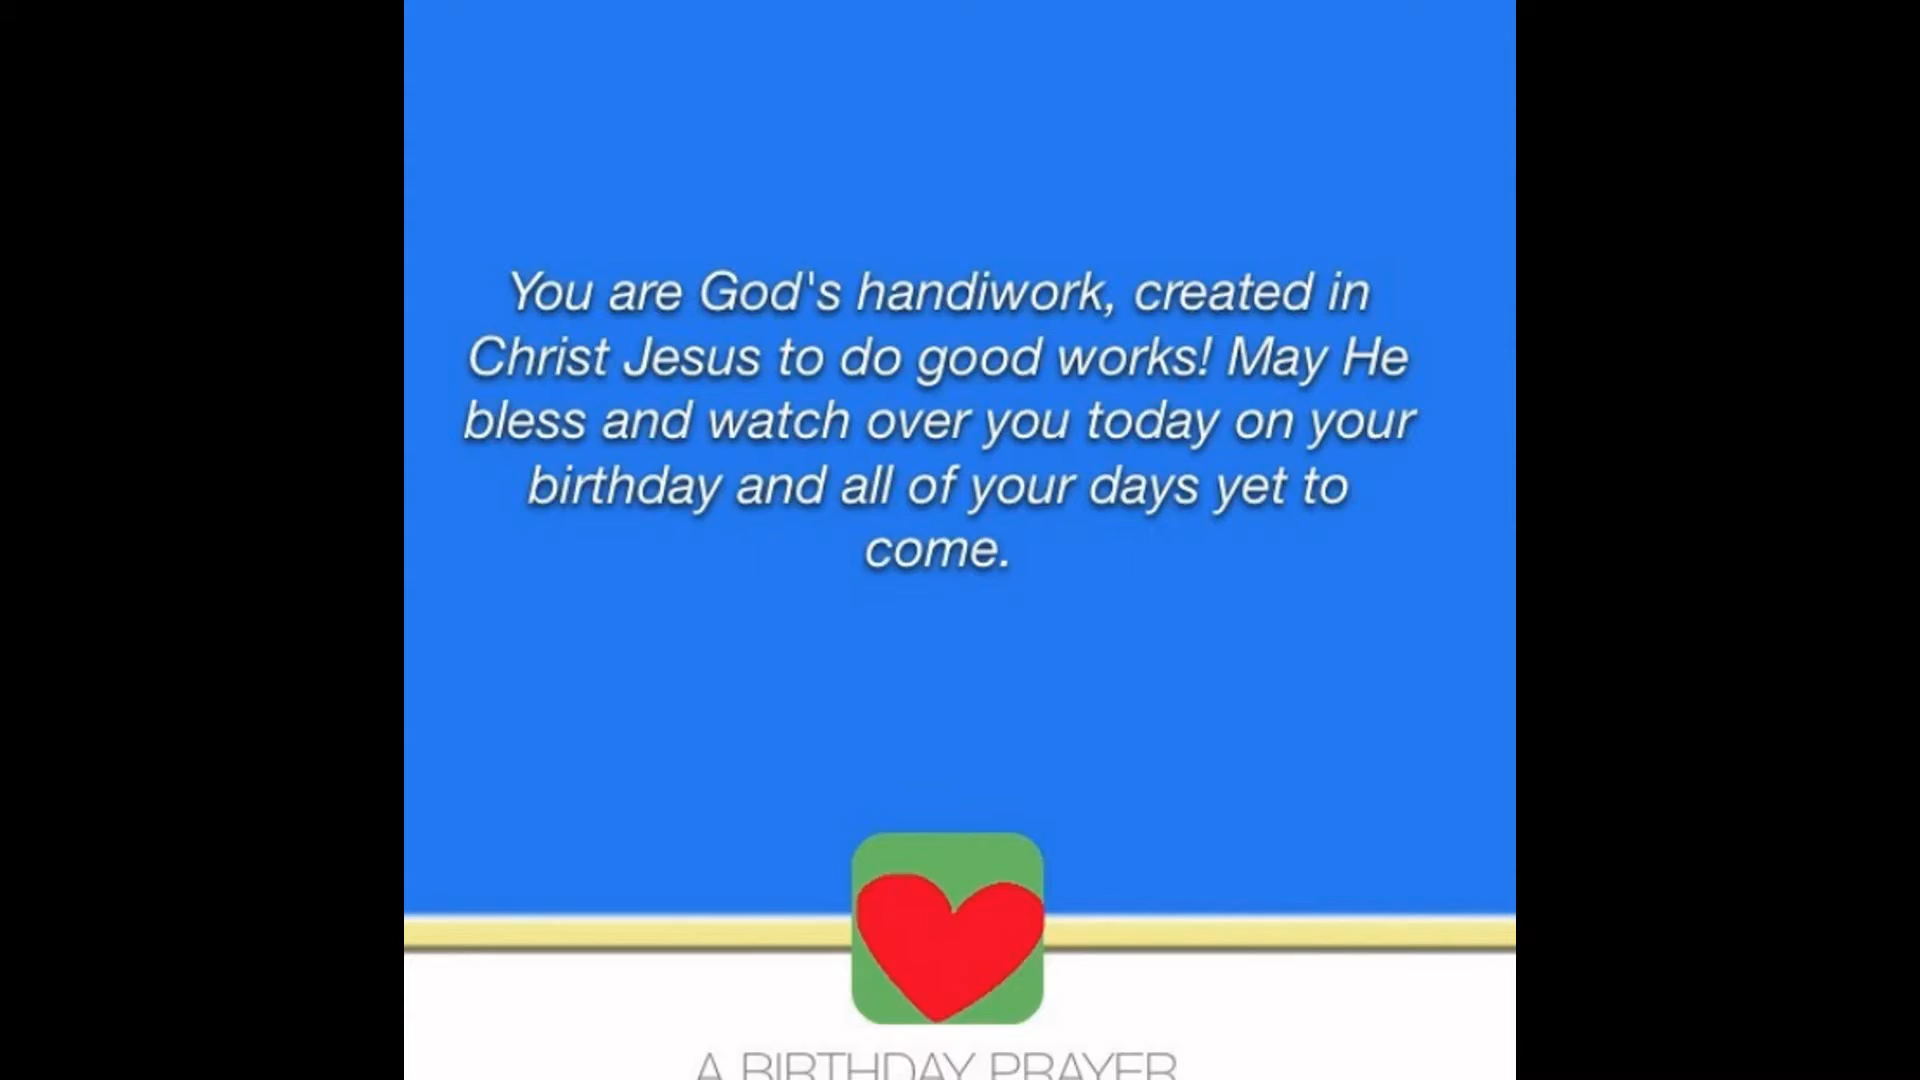 You are God's handiwork, created in
Christ Jesus to do good works! May He
bless and watch over you today on your
birthday and all of your days yet to
come.
A BIRTHDAY PRAYER